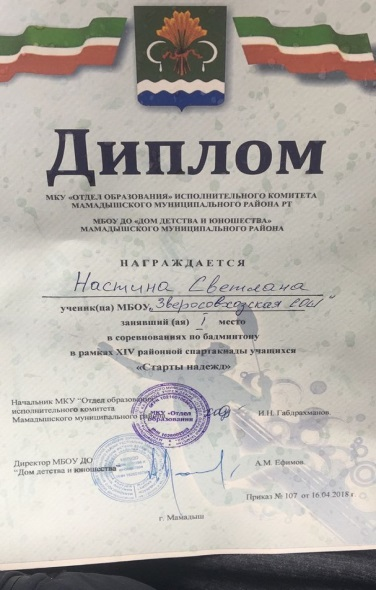 Диплом
МКУ «ОТДЕЛ ОБРАЗОВАНИЯ» ИСПОЛНИТЕЛЬНОГО КОМИТЕТА
МАМАДЫШСКОГО МУНИЦИПАЛЬНОГО РАЙОНА РТ
МБОУ ДО «ДОМ ДЕТСТВА И ЮНОШЕСТВА»
МАМАДЫШСКОГО МУНИЦИПАЛЬНОГО РАЙОНА
НАГРАЖДАЕТСЯ
Настина Светлана
ученик(ца) МБОУ „Зверосовхозская СОШ"
занявший (ая) I место
в соревнованиях по бадминтону
в рамках XIV районной спартакиады учащихся
«Старты надежд»
Начальник МКУ “Отдел образования”
исполнительного комитета
Мамадышского муниципального
МКУ «Отдел
Образования»
И.Н. Габдрахманов.
Директор МБОУ ДО
“Дом детства и юношества”
А.М. Ефимов.
Приказ № 107 от 16.04 2018 г
г. Мамадыш